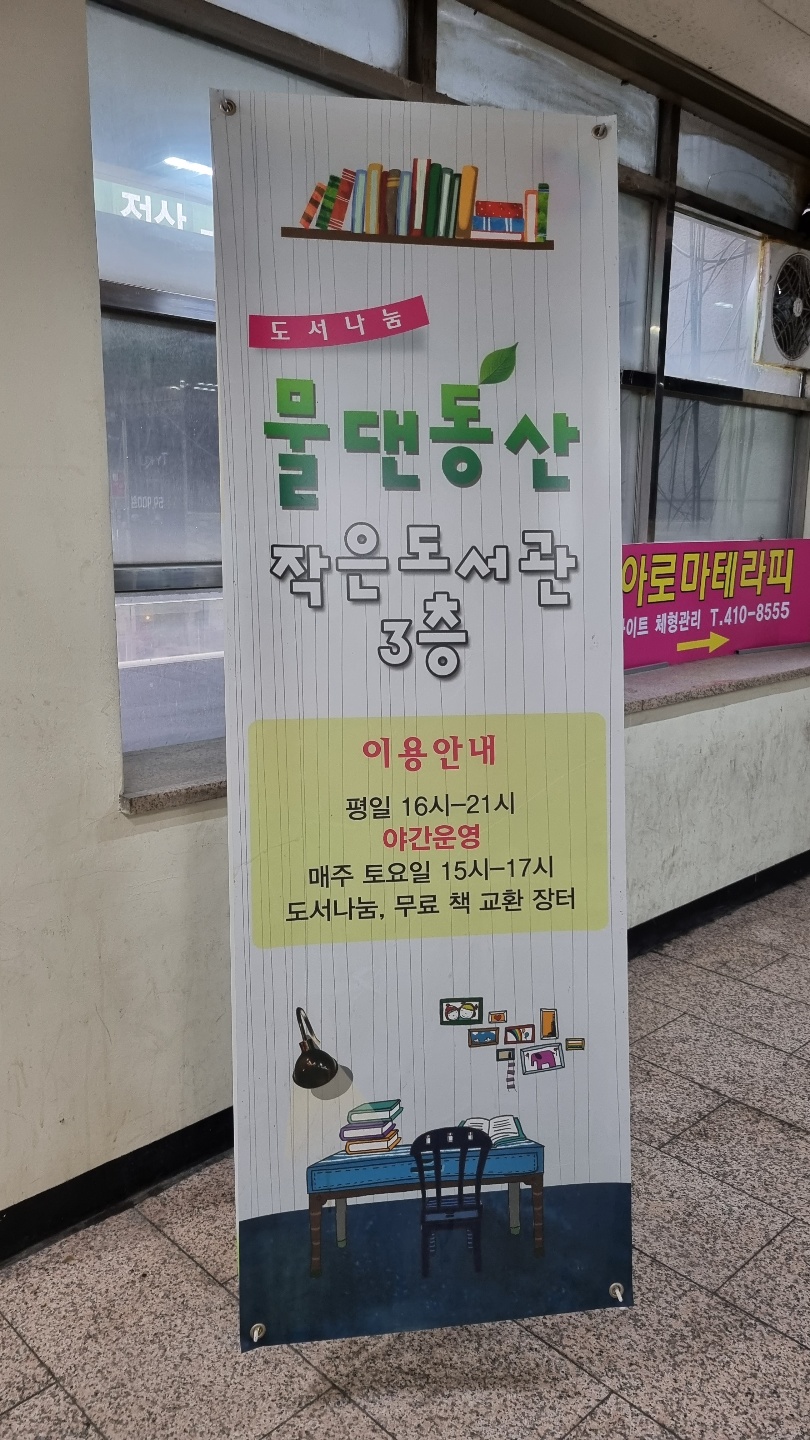 저사
도서나눔
물댄동산
작은도서관
3층
이용안내
평일 16시-21시
야간운영
매주 토요일 15시-17시
도서나눔, 무료 책 교환 장터
아로마테라피
체형관리 T.410-8555